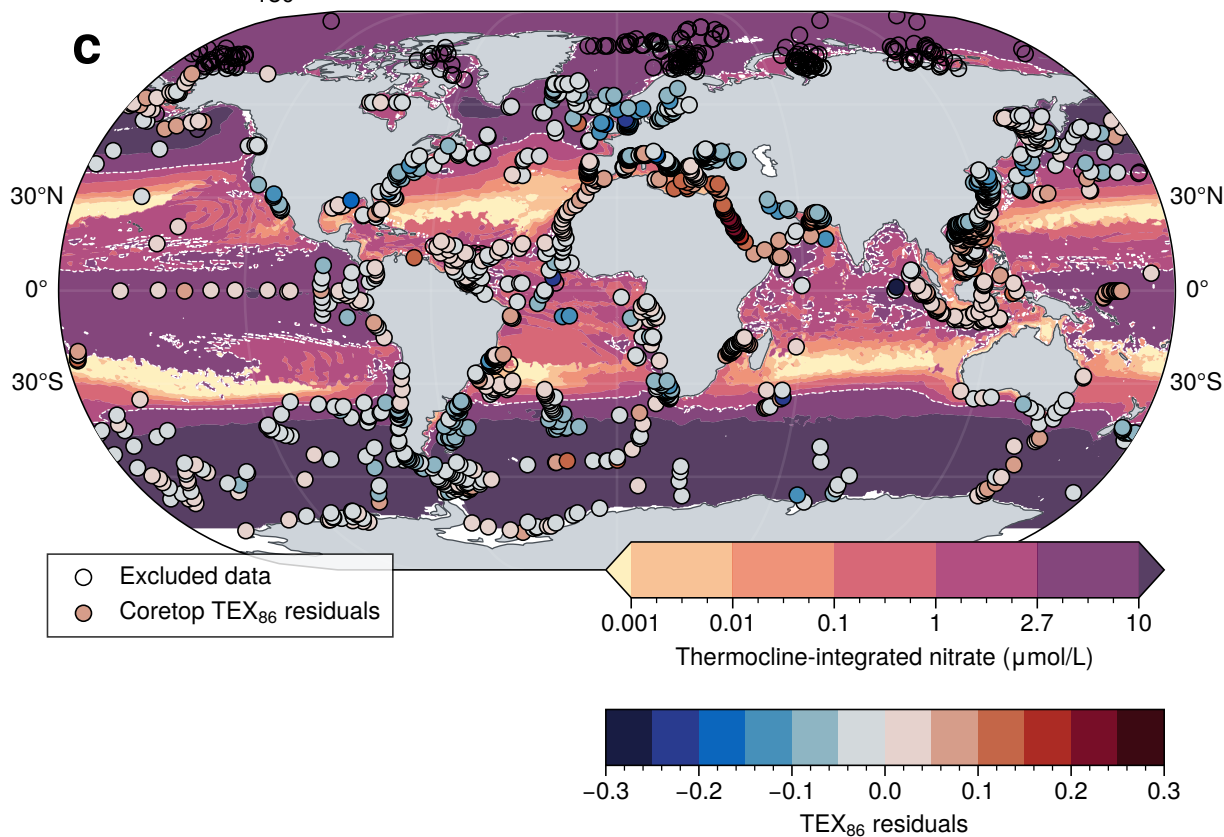 c
30°N
30°N
0°
0°
30°S
30°S
Excluded data
Coretop TEX₈₆ residuals
0.001 0.01 0.1 1 2.7 10
Thermocline-integrated nitrate (μmol/L)
−0.3 −0.2 −0.1 0.0 0.1 0.2 0.3
TEX₈₆ residuals